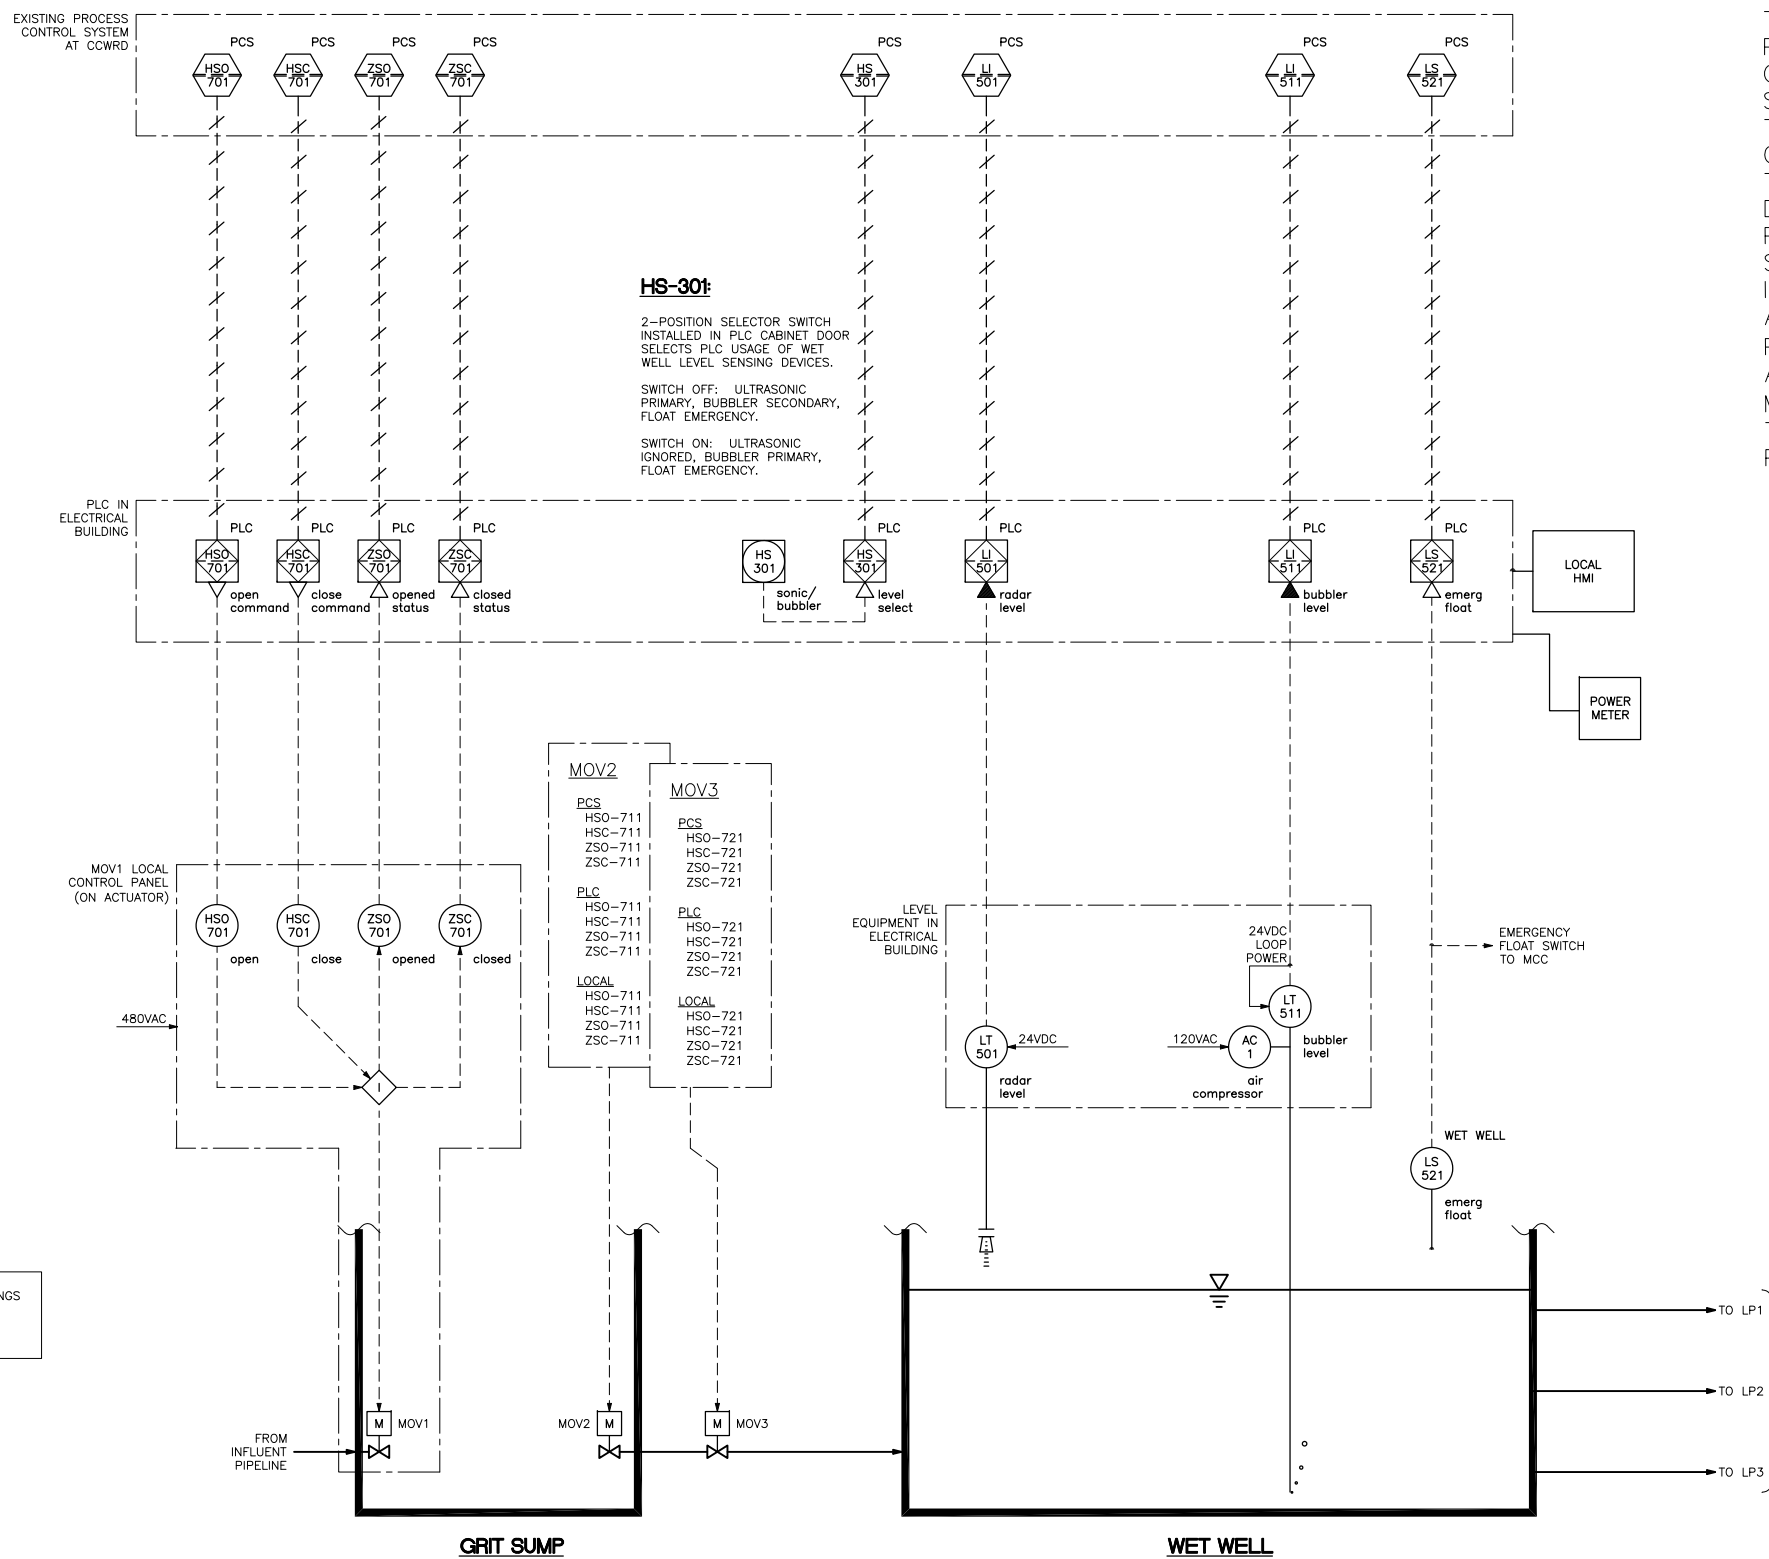 EXISTING PROCESS
CONTROL SYSTEM
AT CCWRD
PCS
PCS
PCS
PCS
PCS
PCS
PCS
PCS
HSO
701
HSC
701
ZSO
701
ZSC
701
HS
301
LI
501
LI
511
LS
521
HS-301:
2-POSITION SELECTOR SWITCH
INSTALLED IN PLC CABINET DOOR
SELECTS PLC USAGE OF WET
WELL LEVEL SENSING DEVICES.
SWITCH OFF: ULTRASONIC
PRIMARY, BUBBLER SECONDARY,
FLOAT EMERGENCY.
SWITCH ON: ULTRASONIC
IGNORED, BUBBLER PRIMARY,
FLOAT EMERGENCY.
PLC IN
ELECTRICAL
BUILDING
PLC
PLC
PLC
PLC
PLC
PLC
PLC
PLC
HSO
701
HSC
701
ZSO
701
ZSC
701
HS
301
HS
301
LI
501
LI
511
LS
521
open
command
close
command
opened
status
closed
status
sonic/
bubbler
level
select
radar
level
bubbler
level
emerg
float
LOCAL
HMI
POWER
METER
MOV2
PCS
HSO-711
HSC-711
ZSO-711
ZSC-711
PLC
HSO-711
HSC-711
ZSO-711
ZSC-711
LOCAL
HSO-711
HSC-711
ZSO-711
ZSC-711
MOV3
PCS
HSO-721
HSC-721
ZSO-721
ZSC-721
PLC
HSO-721
HSC-721
ZSO-721
ZSC-721
LOCAL
HSO-721
HSC-721
ZSO-721
ZSC-721
MOV1 LOCAL
CONTROL PANEL
(ON ACTUATOR)
HSO
701
HSC
701
ZSO
701
ZSC
701
open
close
opened
closed
480VAC
I
LEVEL
EQUIPMENT IN
ELECTRICAL
BUILDING
24VDC
LOOP
POWER
LT
511
LT
501
24VDC
120VAC
AC
1
bubbler
level
radar
level
air
compressor
EMERGENCY
FLOAT SWITCH
TO MCC
WET WELL
LS
521
emerg
float
NGS
TO LP1
TO LP2
TO LP3
M
MOV1
MOV2
M
M
MOV3
FROM
INFLUENT
PIPELINE
GRIT SUMP
WET WELL